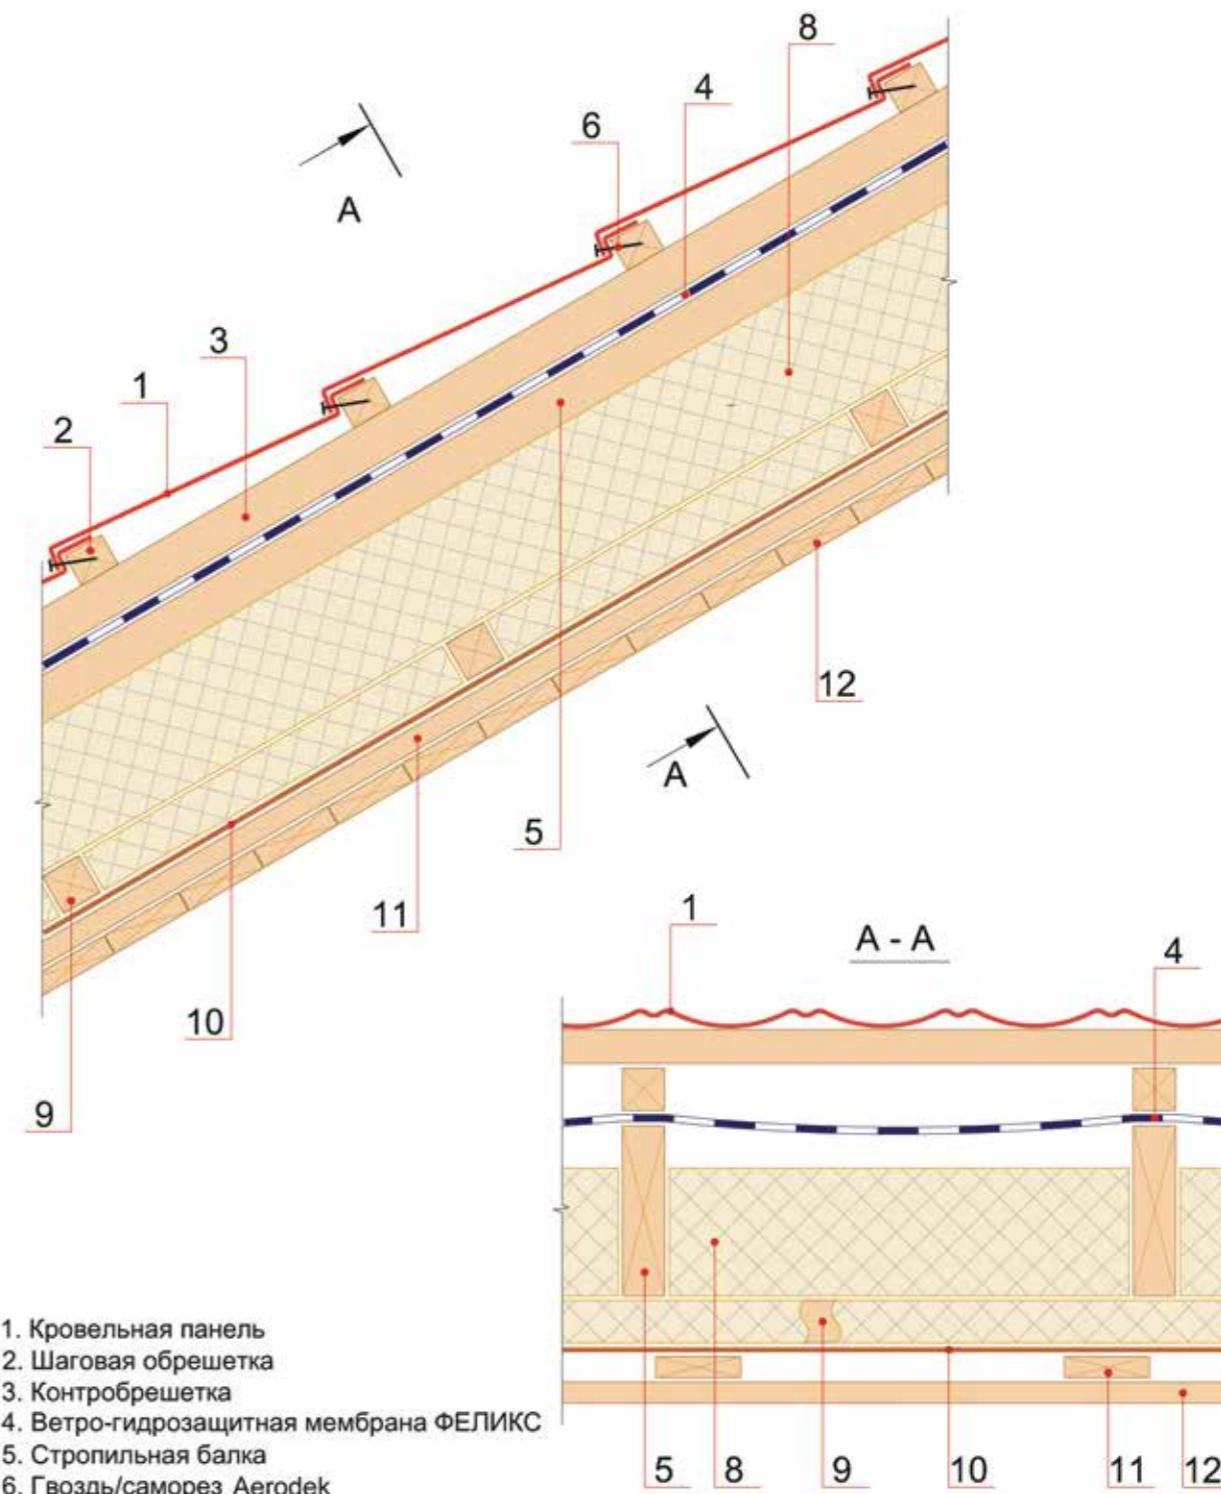 8
4
6
А
3
1
2
12
А
5
11
10
9
1
А - А
4
1. Кровельная панель
2. Шаговая обрешетка
3. Контробрешетка
4. Ветро-гидрозащитная мембрана ФЕЛИКС
5. Стропильная балка
6. Гвоздь/саморез Aerodek
5 8 9 10 11 12